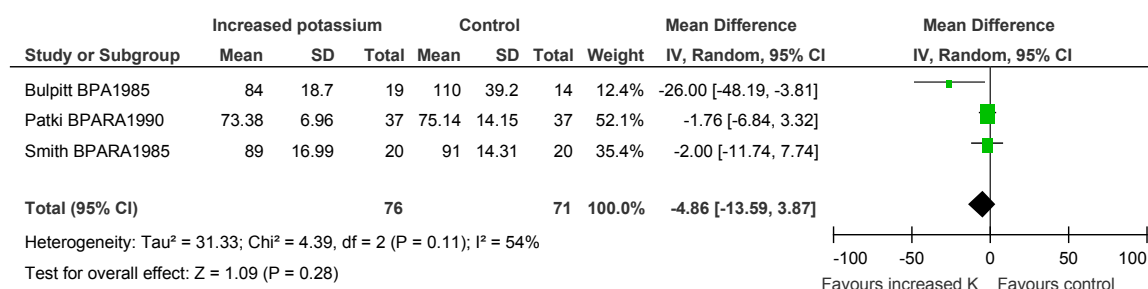 Increased potassium Control Mean Difference Mean Difference
Study or Subgroup Mean SD Total Mean SD Total Weight IV, Random, 95% CI IV, Random, 95% CI
Bulpitt BPA1985 84 18.7 19 110 39.2 14 12.4% -26.00 [-48.19, -3.81]
Patki BPARA1990 73.38 6.96 37 75.14 14.15 37 52.1% -1.76 [-6.84, 3.32]
Smith BPARA1985 89 16.99 20 91 14.31 20 35.4% -2.00 [-11.74, 7.74]
Total (95% CI) 76 71 100.0% -4.86 [-13.59, 3.87]
Heterogeneity: Tau² = 31.33; Chi² = 4.39, df = 2 (P = 0.11); I² = 54%
Test for overall effect: Z = 1.09 (P = 0.28)
-100 -50 0 50 100
Favours increased K Favours control